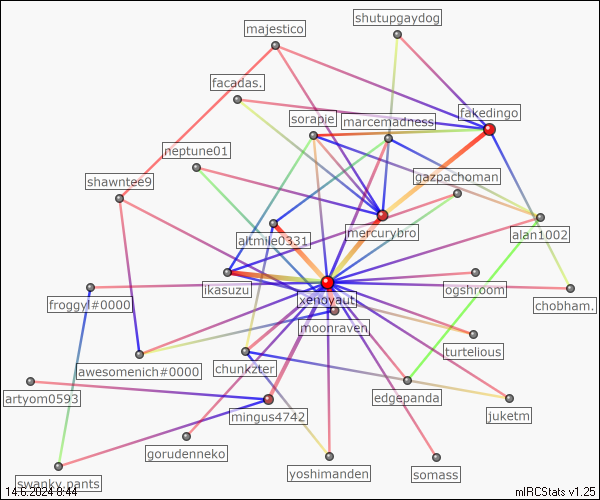 shutupgaydog
majestico
facadas.
fakedingo
sorapje
marcemadness
neptune01
gazpachoman
shawntee9
mercurybro
altmile0331
alan1002
ikasuzu
xenoyaut
ogshroom
froggyl#0000
chobham.
moonraven
turtelious
awesomenich#0000
chunkzter
artyom0593
edgepanda
mingus4742
juketm
gorudenneko
yoshimanden
somass
swanky.pants
14.6.2024 8:44
mIRCStats v1.25